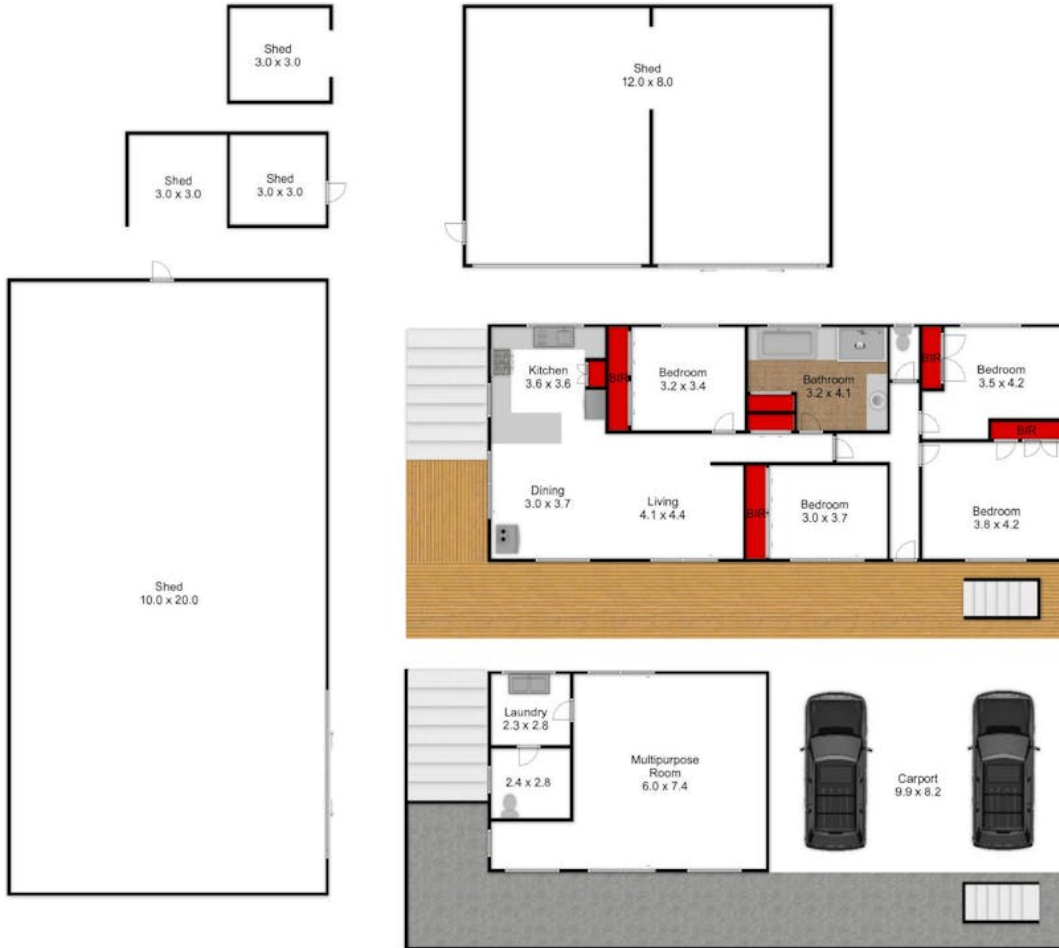 Shed
3.0 x 3.0
Shed
12.0 x 8.0
Shed
3.0 x 3.0
Shed
3.0 x 3.0
Kitchen
3.6 x 3.6
BIR
Bedroom
3.2 x 3.4
Bathroom
3.2 x 4.1
BIR
Bedroom
3.5 x 4.2
BIR
Dining
3.0 x 3.7
Living
4.1 x 4.4
BIR
Bedroom
3.0 x 3.7
Bedroom
3.8 x 4.2
Shed
10.0 x 20.0
Laundry
2.3 x 2.8
2.4 x 2.8
Multipurpose
Room
6.0 x 7.4
Carport
9.9 x 8.2